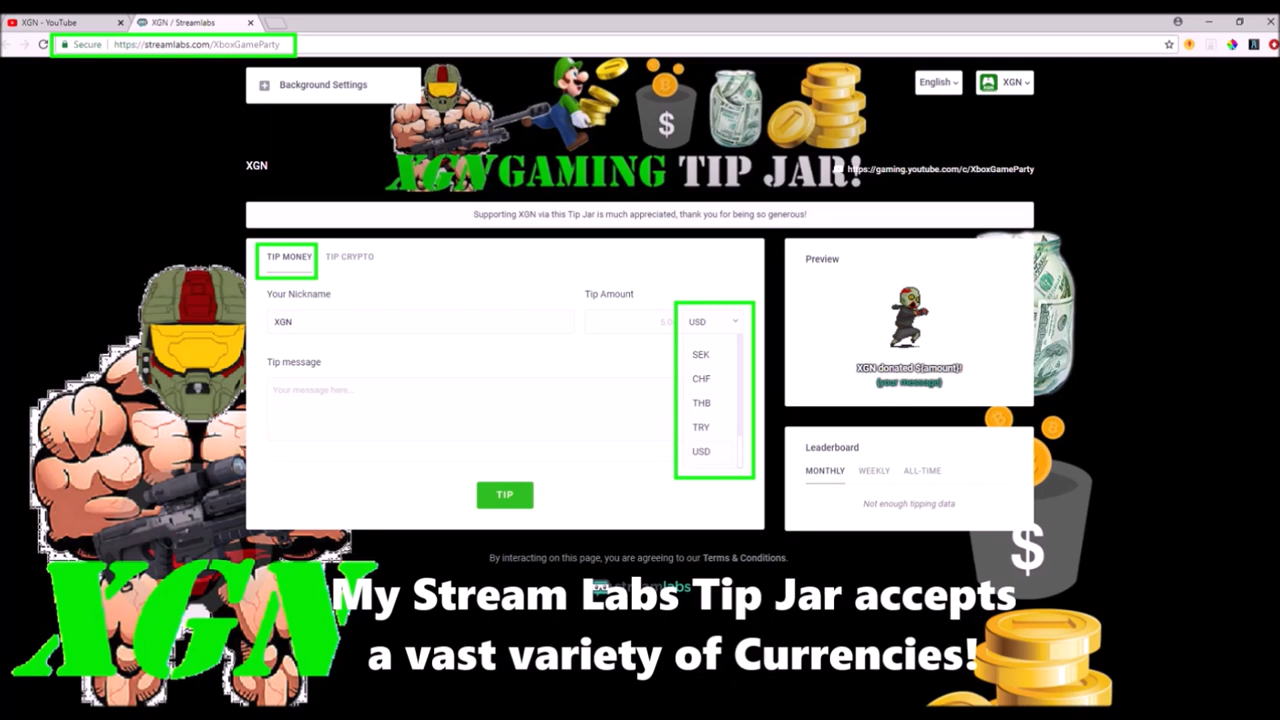 XGN - YouTube
XGN / Streamlabs
Secure
https://streamlabs.com/XboxGameParty
Background Settings
English
XGN
$
XGN GAMING TIP JAR!
XGN
https://gaming.youtube.com/c/XboxGameParty
Supporting XGN via this Tip Jar is much appreciated, thank you for being so generous!
TIP MONEY
TIP CRYPTO
Your Nickname
Tip Amount
XGN
USD
SEK
CHF
THB
TRY
USD
Tip message
Your message here...
TIP
Preview
XGN donated ${amount}!
{your message}
Leaderboard
MONTHLY
WEEKLY
ALL-TIME
Not enough tipping data
By interacting on this page, you are agreeing to our Terms & Conditions.
$
XGN
My Stream Labs Tip Jar accepts
a vast variety of Currencies!